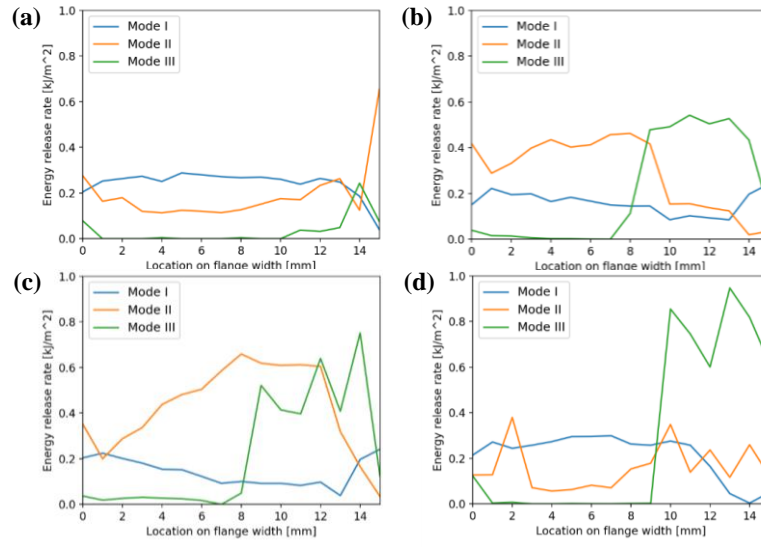 (a)
Energy release rate [kJ/m^2]
1.0
0.8
0.6
0.4
0.2
0.0
Mode I
Mode II
Mode III
0 2 4 6 8 10 12 14
Location on flange width [mm]
(b)
Energy release rate [kJ/m^2]
1.0
0.8
0.6
0.4
0.2
0.0
Mode I
Mode II
Mode III
0 2 4 6 8 10 12 14
Location on flange width [mm]
(c)
Energy release rate [kJ/m^2]
1.0
0.8
0.6
0.4
0.2
0.0
Mode I
Mode II
Mode III
0 2 4 6 8 10 12 14
Location on flange width [mm]
(d)
Energy release rate [kJ/m^2]
1.0
0.8
0.6
0.4
0.2
0.0
Mode I
Mode II
Mode III
0 2 4 6 8 10 12 14
Location on flange width [mm]